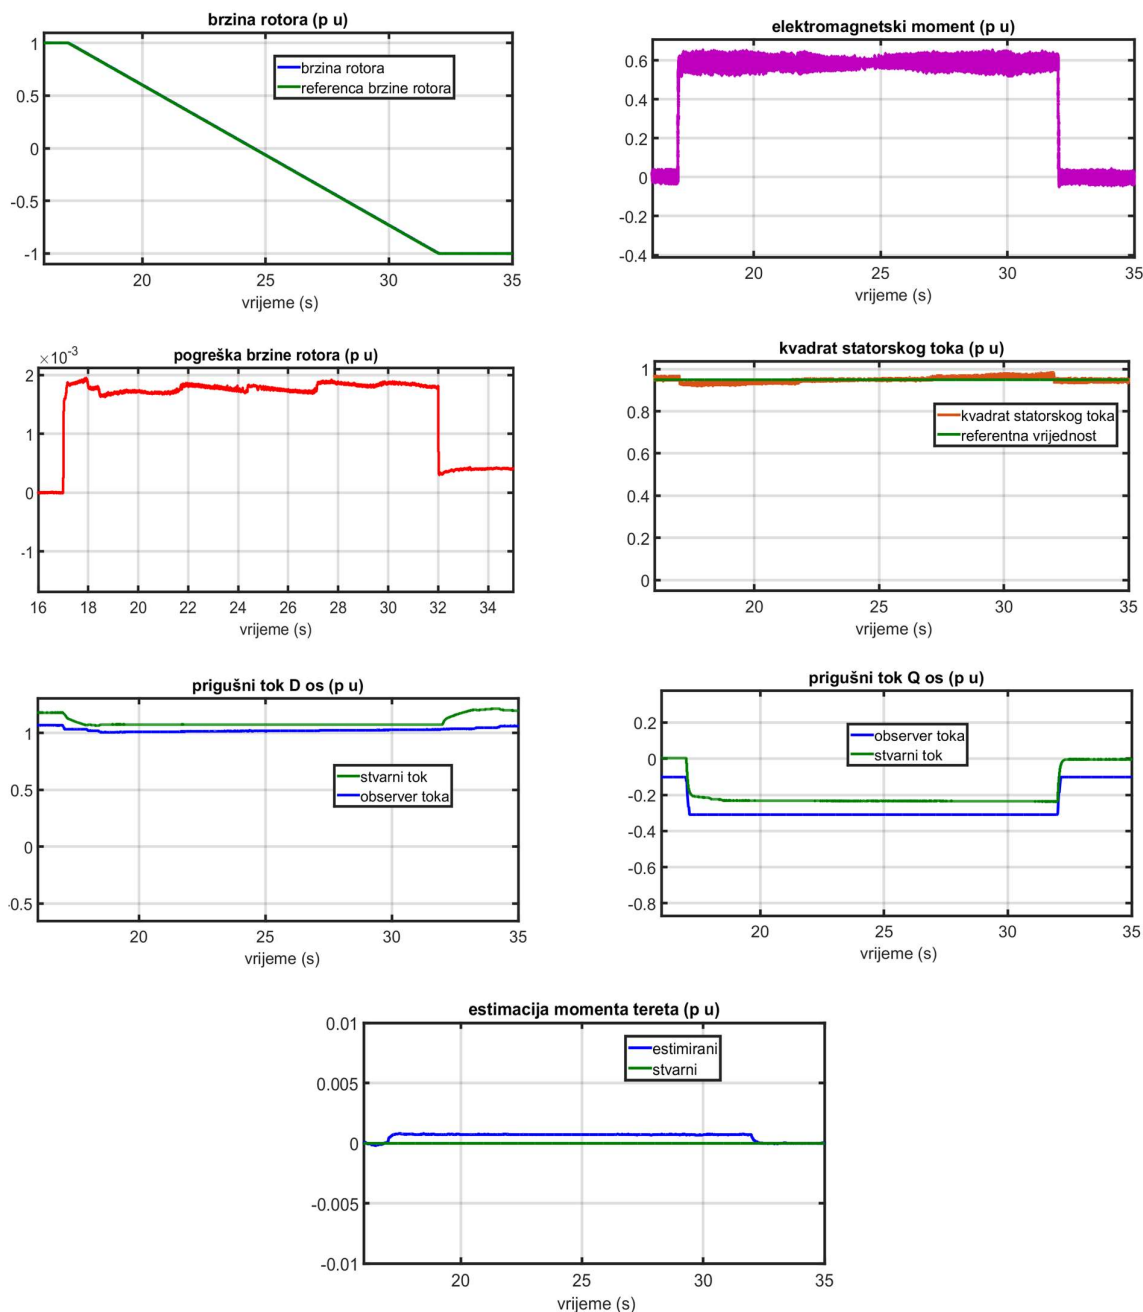 brzina rotora (p u)
1
0.5
0
-0.5
-1
brzina rotora
referenca brzine rotora
20
25
30
35
vrijeme (s)
elektromagnetski moment (p u)
0.6
0.4
0.2
0
-0.2
-0.4
20
25
30
35
vrijeme (s)
pogreška brzine rotora (p u)
×10⁻³
2
1
0
-1
16
18
20
22
24
26
28
30
32
34
vrijeme (s)
kvadrat statorskog toka (p u)
1
0.8
0.6
0.4
0.2
0
kvadrat statorskog toka
referentna vrijednost
20
25
30
35
vrijeme (s)
prigušni tok D os (p u)
1
0.5
0
-0.5
stvarni tok
observer toka
20
25
30
35
vrijeme (s)
prigušni tok Q os (p u)
0.2
0
-0.2
-0.4
-0.6
-0.8
observer toka
stvarni tok
20
25
30
35
vrijeme (s)
estimacija momenta tereta (p u)
0.01
0.005
0
-0.005
-0.01
estimirani
stvarni
20
25
30
35
vrijeme (s)